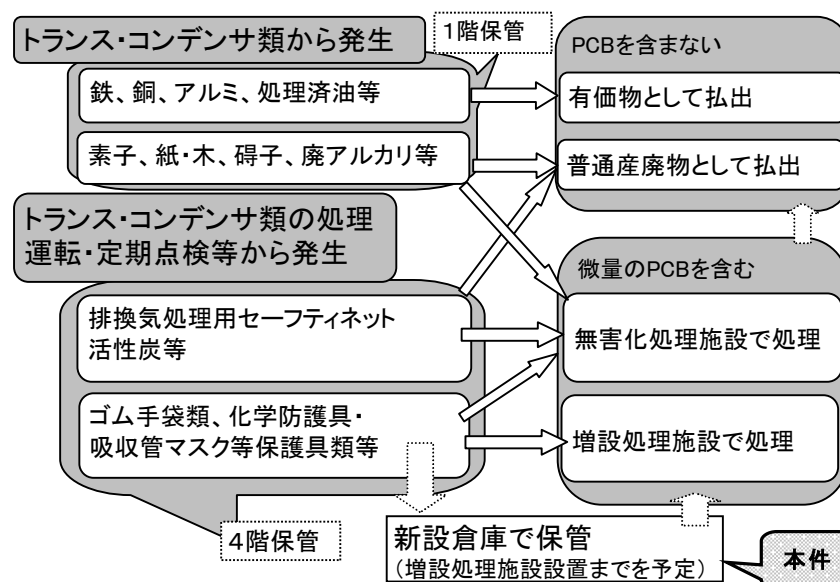 トランス・コンデンサ類から発生
1階保管
鉄、銅、アルミ、処理済油等
素子、紙・木、碍子、廃アルカリ等
PCBを含まない
有価物として払出
普通産廃物として払出
トランス・コンデンサ類の処理
運転・定期点検等から発生
排換気処理用セーフティネット
活性炭等
ゴム手袋類、化学防護具・
吸収管マスク等保護具類等
4階保管
微量のPCBを含む
無害化処理施設で処理
増設処理施設で処理
新設倉庫で保管
(増設処理施設設置までを予定)
本件